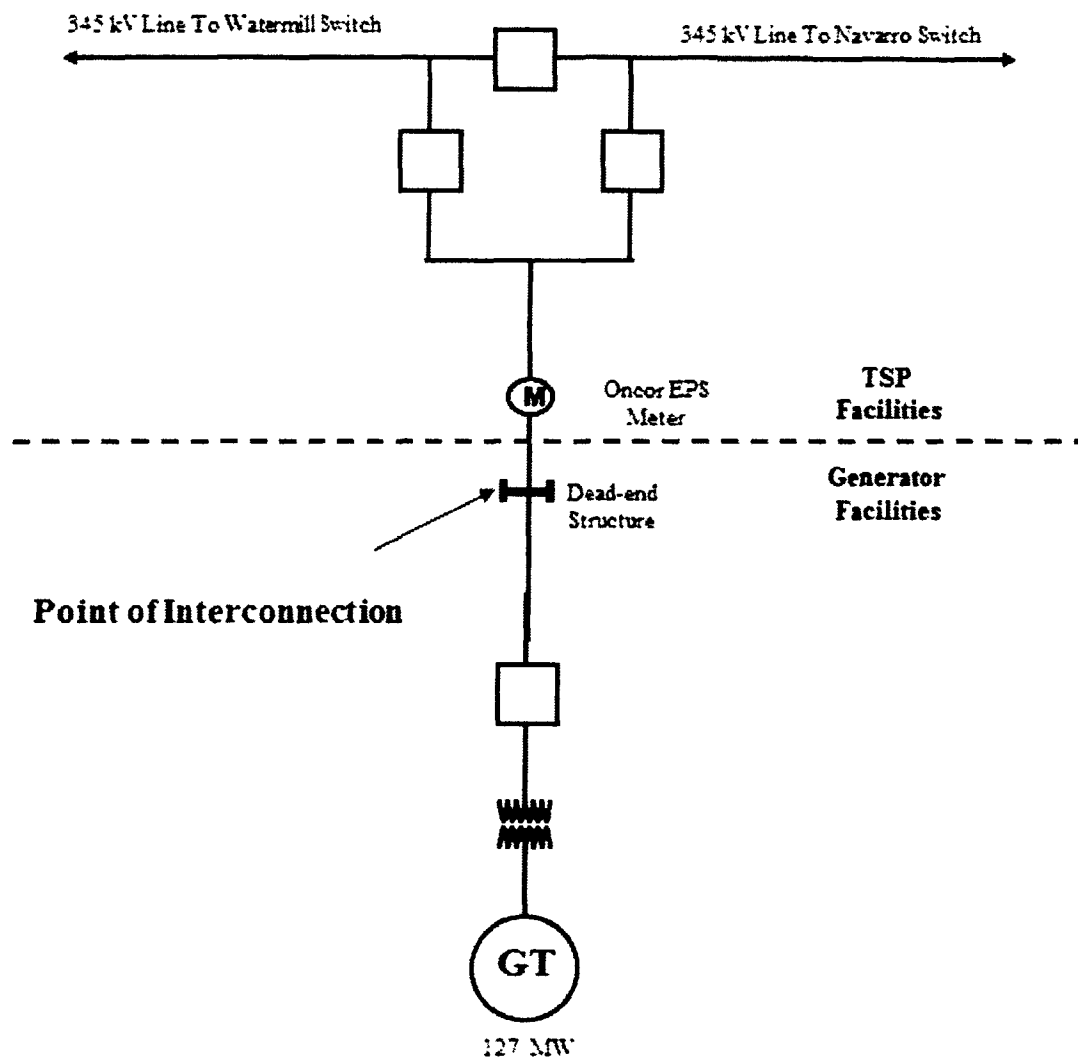 345 kV Line To Watermill Switch
345 kV Line To Navarro Switch
M
Oncor EPS
Meter
TSP
Facilities
Generator
Facilities
Dead-end
Structure
Point of Interconnection
GT
127 MW